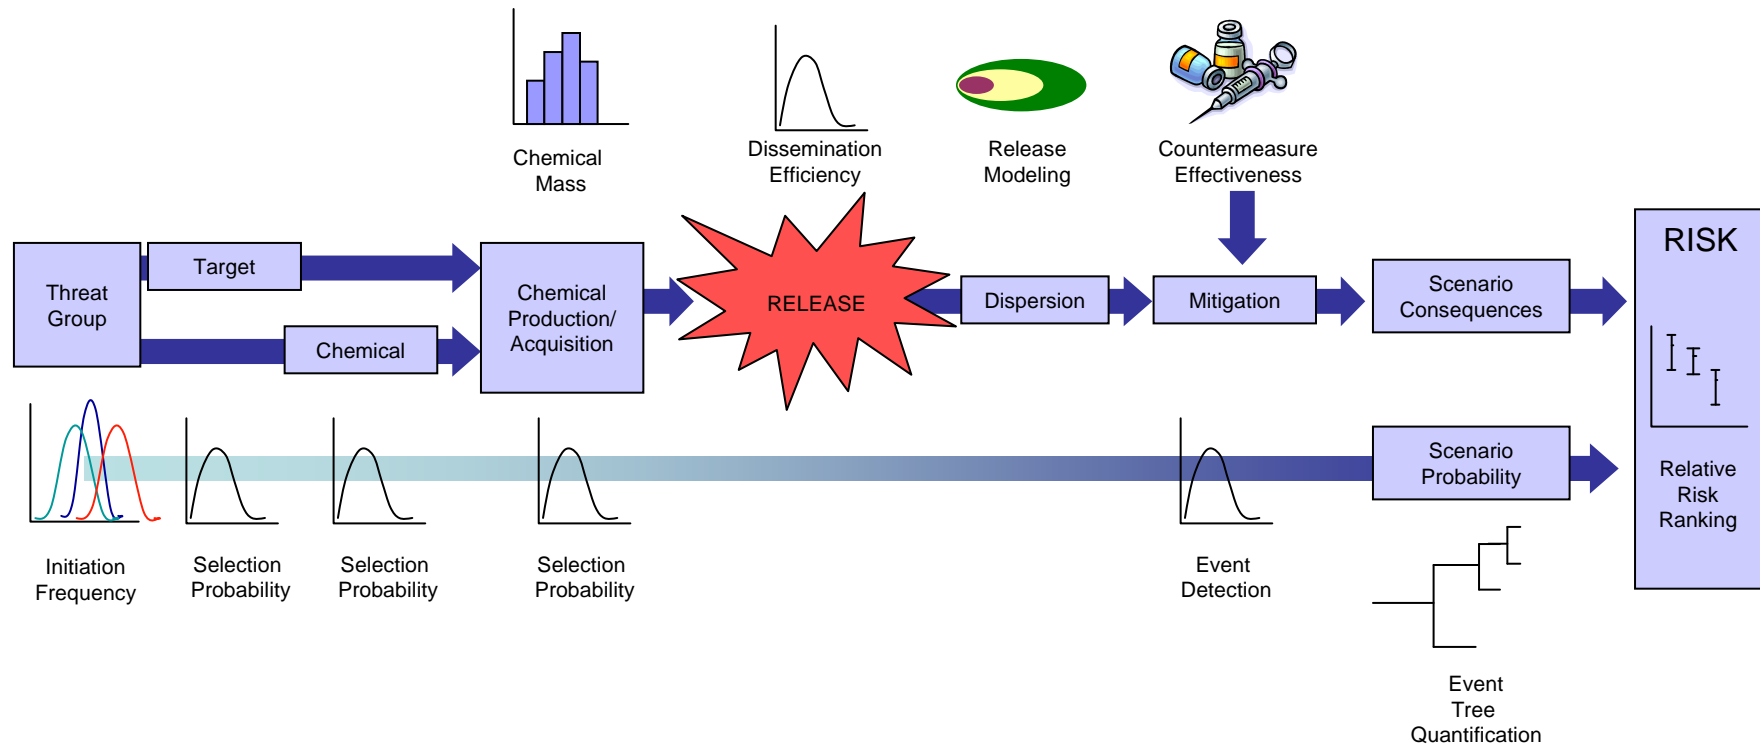 Chemical
Mass
Dissemination
Efficiency
Release
Modeling
Countermeasure
Effectiveness
Threat
Group
Target
Chemical
Chemical
Production/
Acquisition
RELEASE
Dispersion
Mitigation
Scenario
Consequences
RISK
Scenario
Probability
Relative
Risk
Ranking
Initiation
Frequency
Selection
Probability
Selection
Probability
Selection
Probability
Event
Detection
Event
Tree
Quantification